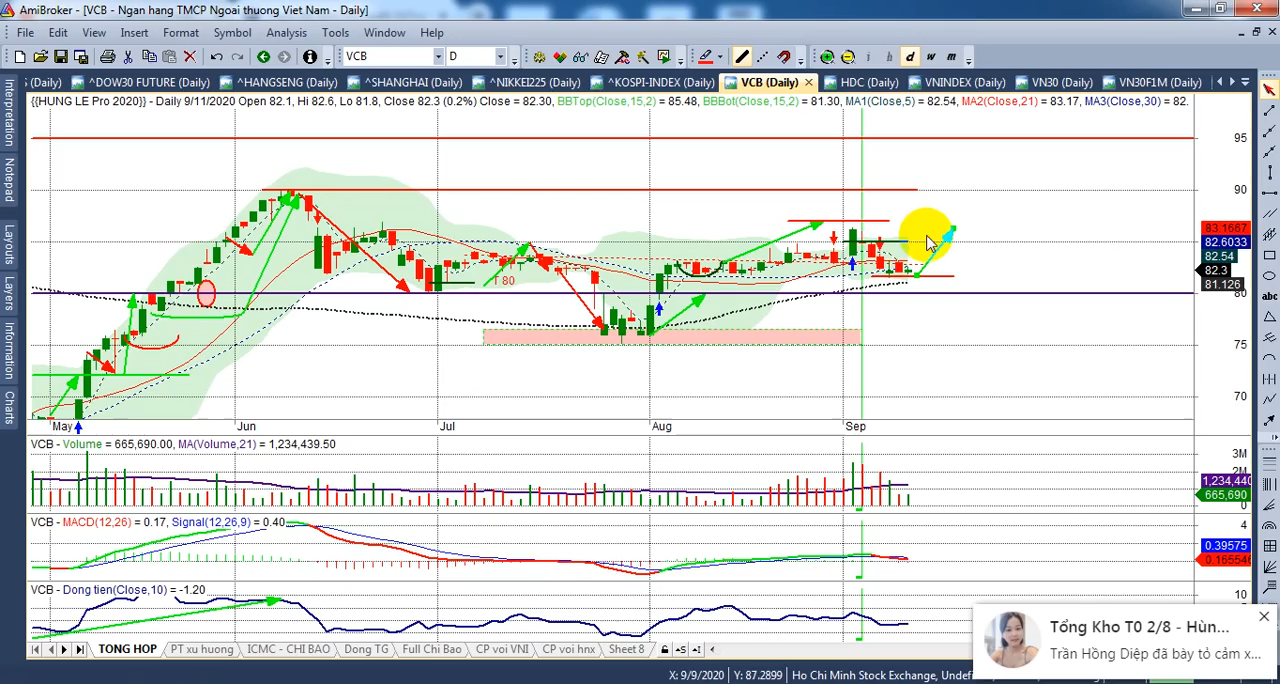 AmiBroker - [VCB - Ngan hang TMCP Ngoai thuong Viet Nam - Daily]
File Edit View Insert Format Symbol Analysis Tools Window Help
VCB D i h d w m
(Daily) ^DOW30 FUTURE (Daily) ^HANGSENG (Daily) ^SHANGHAI (Daily) ^NIKKEI225 (Daily) ^KOSPI-INDEX (Daily) VCB (Daily) HDC (Daily) VNINDEX (Daily) VN30 (Daily) VN30F1M (Daily)
{{HUNG LE Pro 2020}} - Daily 9/11/2020 Open 82.1, Hi 82.6, Lo 81.8, Close 82.3 (0.2%) Close = 82.30, BBTop(Close,15,2) = 85.48, BBBot(Close,15,2) = 81.30, MA1(Close,5) = 82.54, MA2(Close,21) = 83.17, MA3(Close,30) = 82.
Interpretation
Notepad
Layouts
Layers
Information
Charts
95
90
83.1667
82.6033
82.54
82.3
81.126
80
75
70
T 80
May Jun Jul Aug Sep
VCB - Volume = 665,690.00, MA(Volume,21) = 1,234,439.50
3M
2M
1,234,440
665,690
0
VCB - MACD(12,26) = 0.17, Signal(12,26,9) = 0.40
4
0.39575
0.165546
VCB - Dong tien(Close,10) = -1.20
10
Tổng Kho T0 2/8 - Hùn...
Trần Hồng Diệp đã bày tỏ cảm x...
TONG HOP PT xu huong ICMC - CHI BAO Dong TG Full Chi Bao CP voi VNI CP voi hnx Sheet 8
X: 9/9/2020 Y: 87.2899 Ho Chi Minh Stock Exchange, Undef